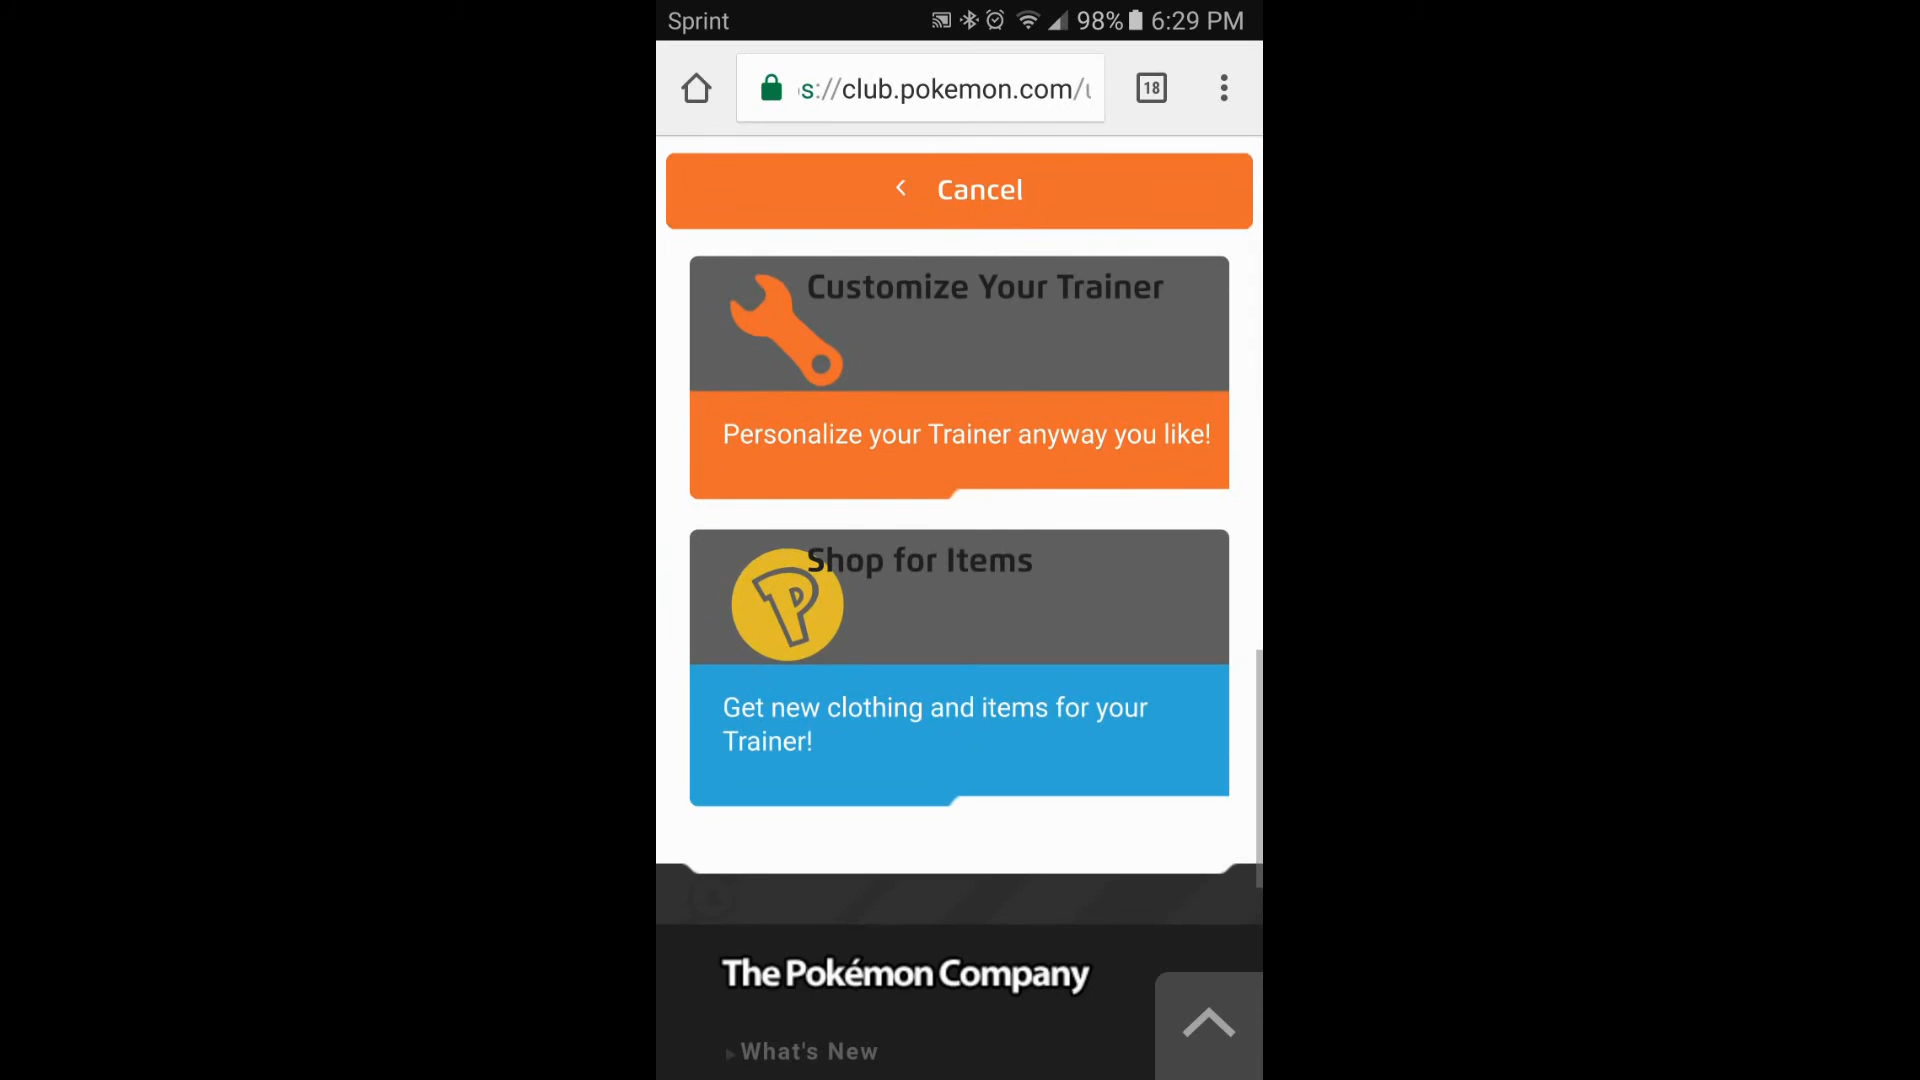 Sprint 98% 6:29 PM
s://club.pokemon.com/u
18
Cancel
Customize Your Trainer
Personalize your Trainer anyway you like!
Shop for Items
P
Get new clothing and items for your
Trainer!
The Pokémon Company
What's New